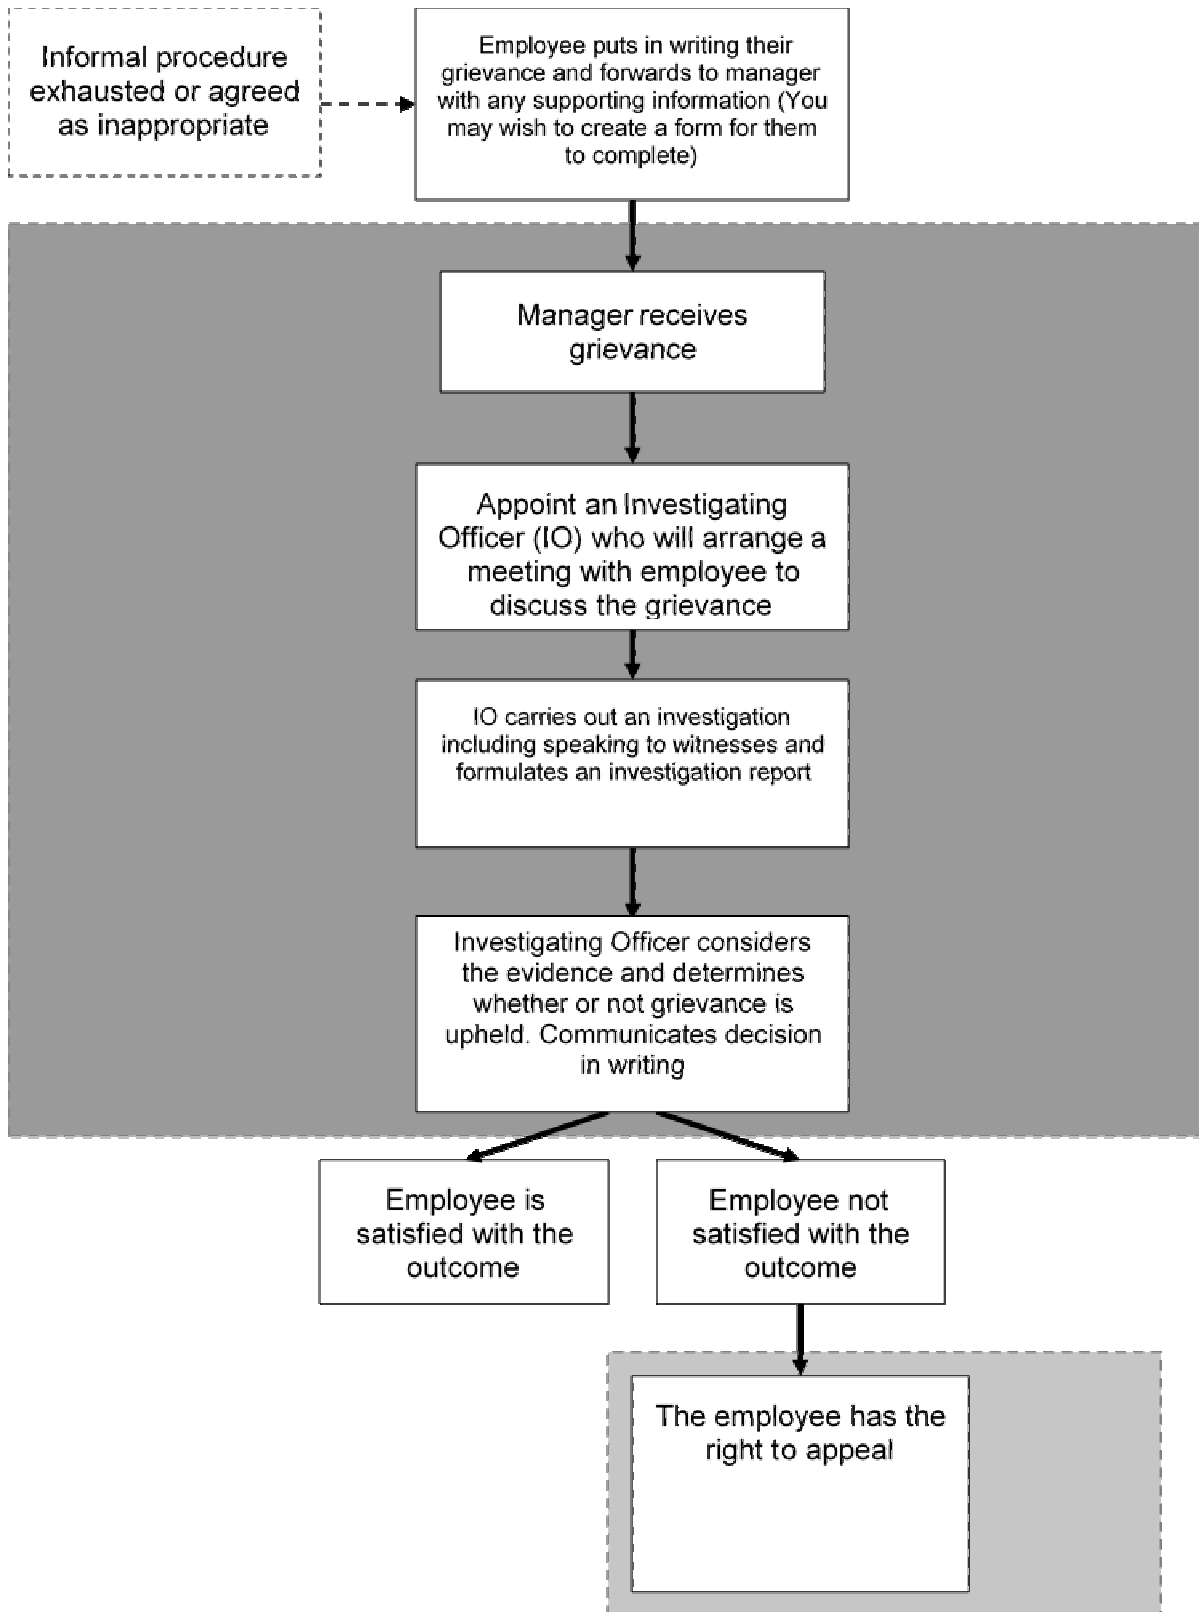 Informal procedure
exhausted or agreed
as inappropriate
Employee puts in writing their
grievance and forwards to manager
with any supporting information (You
may wish to create a form for them
to complete)
Manager receives
grievance
Appoint an Investigating
Officer (IO) who will arrange a
meeting with employee to
discuss the grievance
IO carries out an investigation
including speaking to witnesses and
formulates an investigation report
Investigating Officer considers
the evidence and determines
whether or not grievance is
upheld. Communicates decision
in writing
Employee is
satisfied with the
outcome
Employee not
satisfied with the
outcome
The employee has the
right to appeal